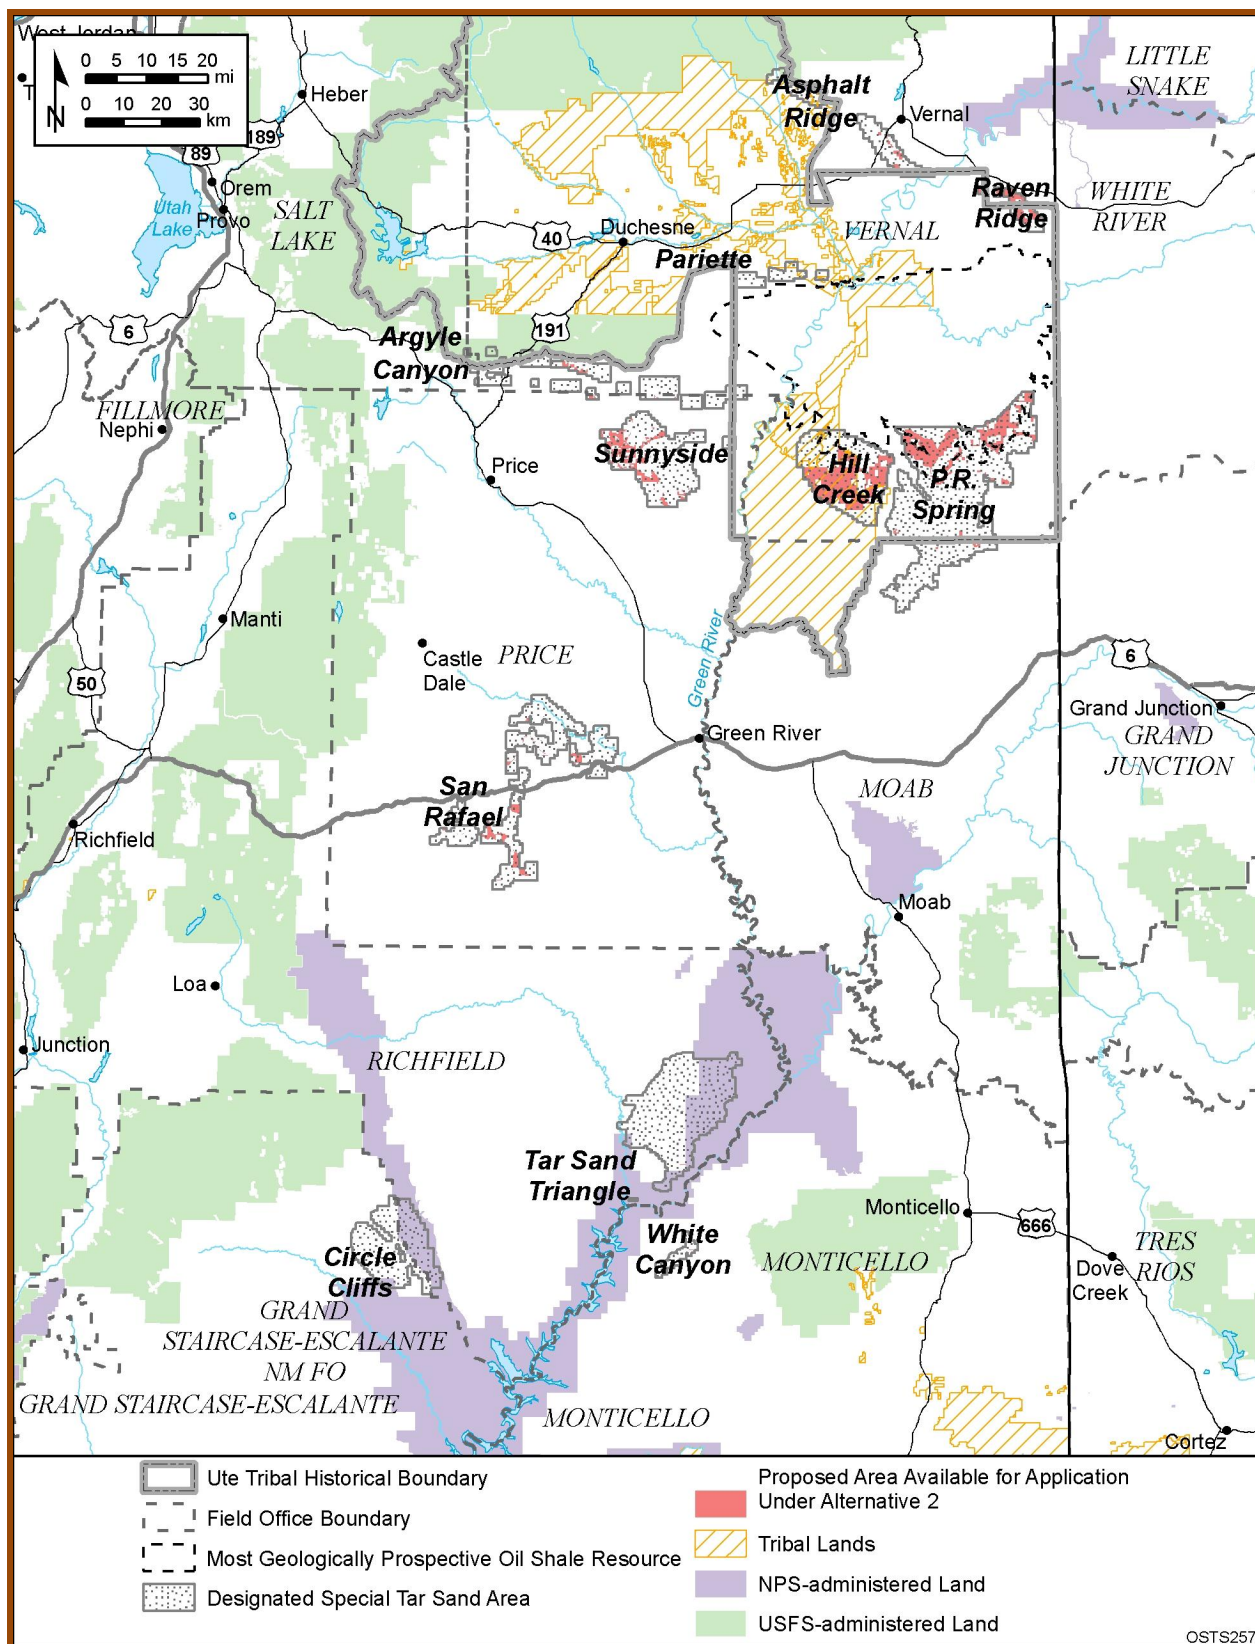 West Jordan
0 5 10 15 20
mi
0 10 20 30
km
N
T
Heber
189
89
Orem
Utah
Lake
Provo
SALT
LAKE
Asphalt
Ridge
Vernal
LITTLE
SNAKE
Raven
Ridge
WHITE
RIVER
Duchesne
40
VERNAL
Pariette
6
191
Argyle
Canyon
FILLMORE
Nephi
Price
Sunnyside
Hill
Creek
P.R.
Spring
Manti
Castle
Dale
PRICE
Green River
50
6
Grand Junction
GRAND
JUNCTION
Green River
MOAB
San
Rafael
Richfield
Moab
Loa
Junction
RICHFIELD
Tar Sand
Triangle
White
Canyon
Monticello
666
MONTICELLO
TRES
RIOS
Dove
Creek
Circle
Cliffs
GRAND
STAIRCASE-ESCALANTE
NM FO
GRAND STAIRCASE-ESCALANTE
MONTICELLO
Cortez
Ute Tribal Historical Boundary
Field Office Boundary
Most Geologically Prospective Oil Shale Resource
Designated Special Tar Sand Area
Proposed Area Available for Application
Under Alternative 2
Tribal Lands
NPS-administered Land
USFS-administered Land
OSTS257